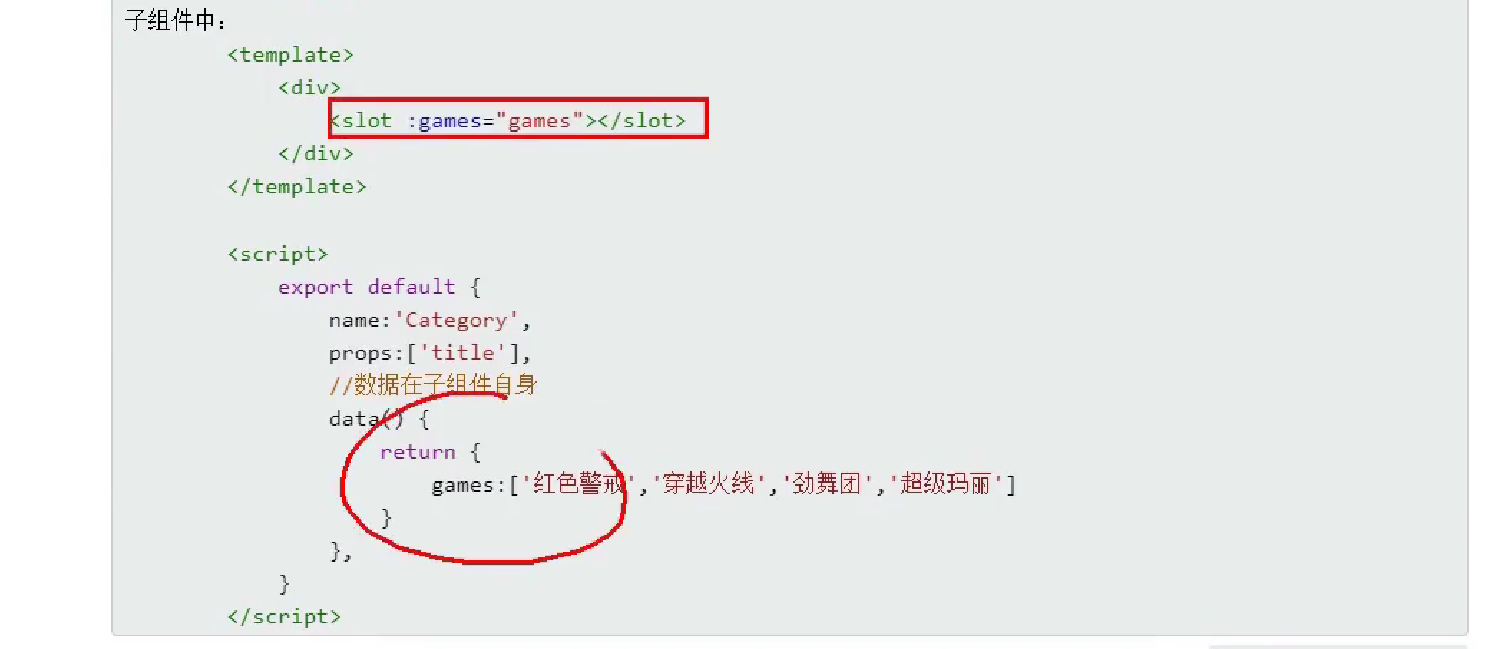 子组件中：
<template>
<div>
<slot :games="games"></slot>
</div>
</template>
<script>
export default {
name:'Category',
props:['title'],
//数据在子组件自身
data() {
return {
games:['红色警戒','穿越火线','劲舞团','超级玛丽']
}
},
}
</script>